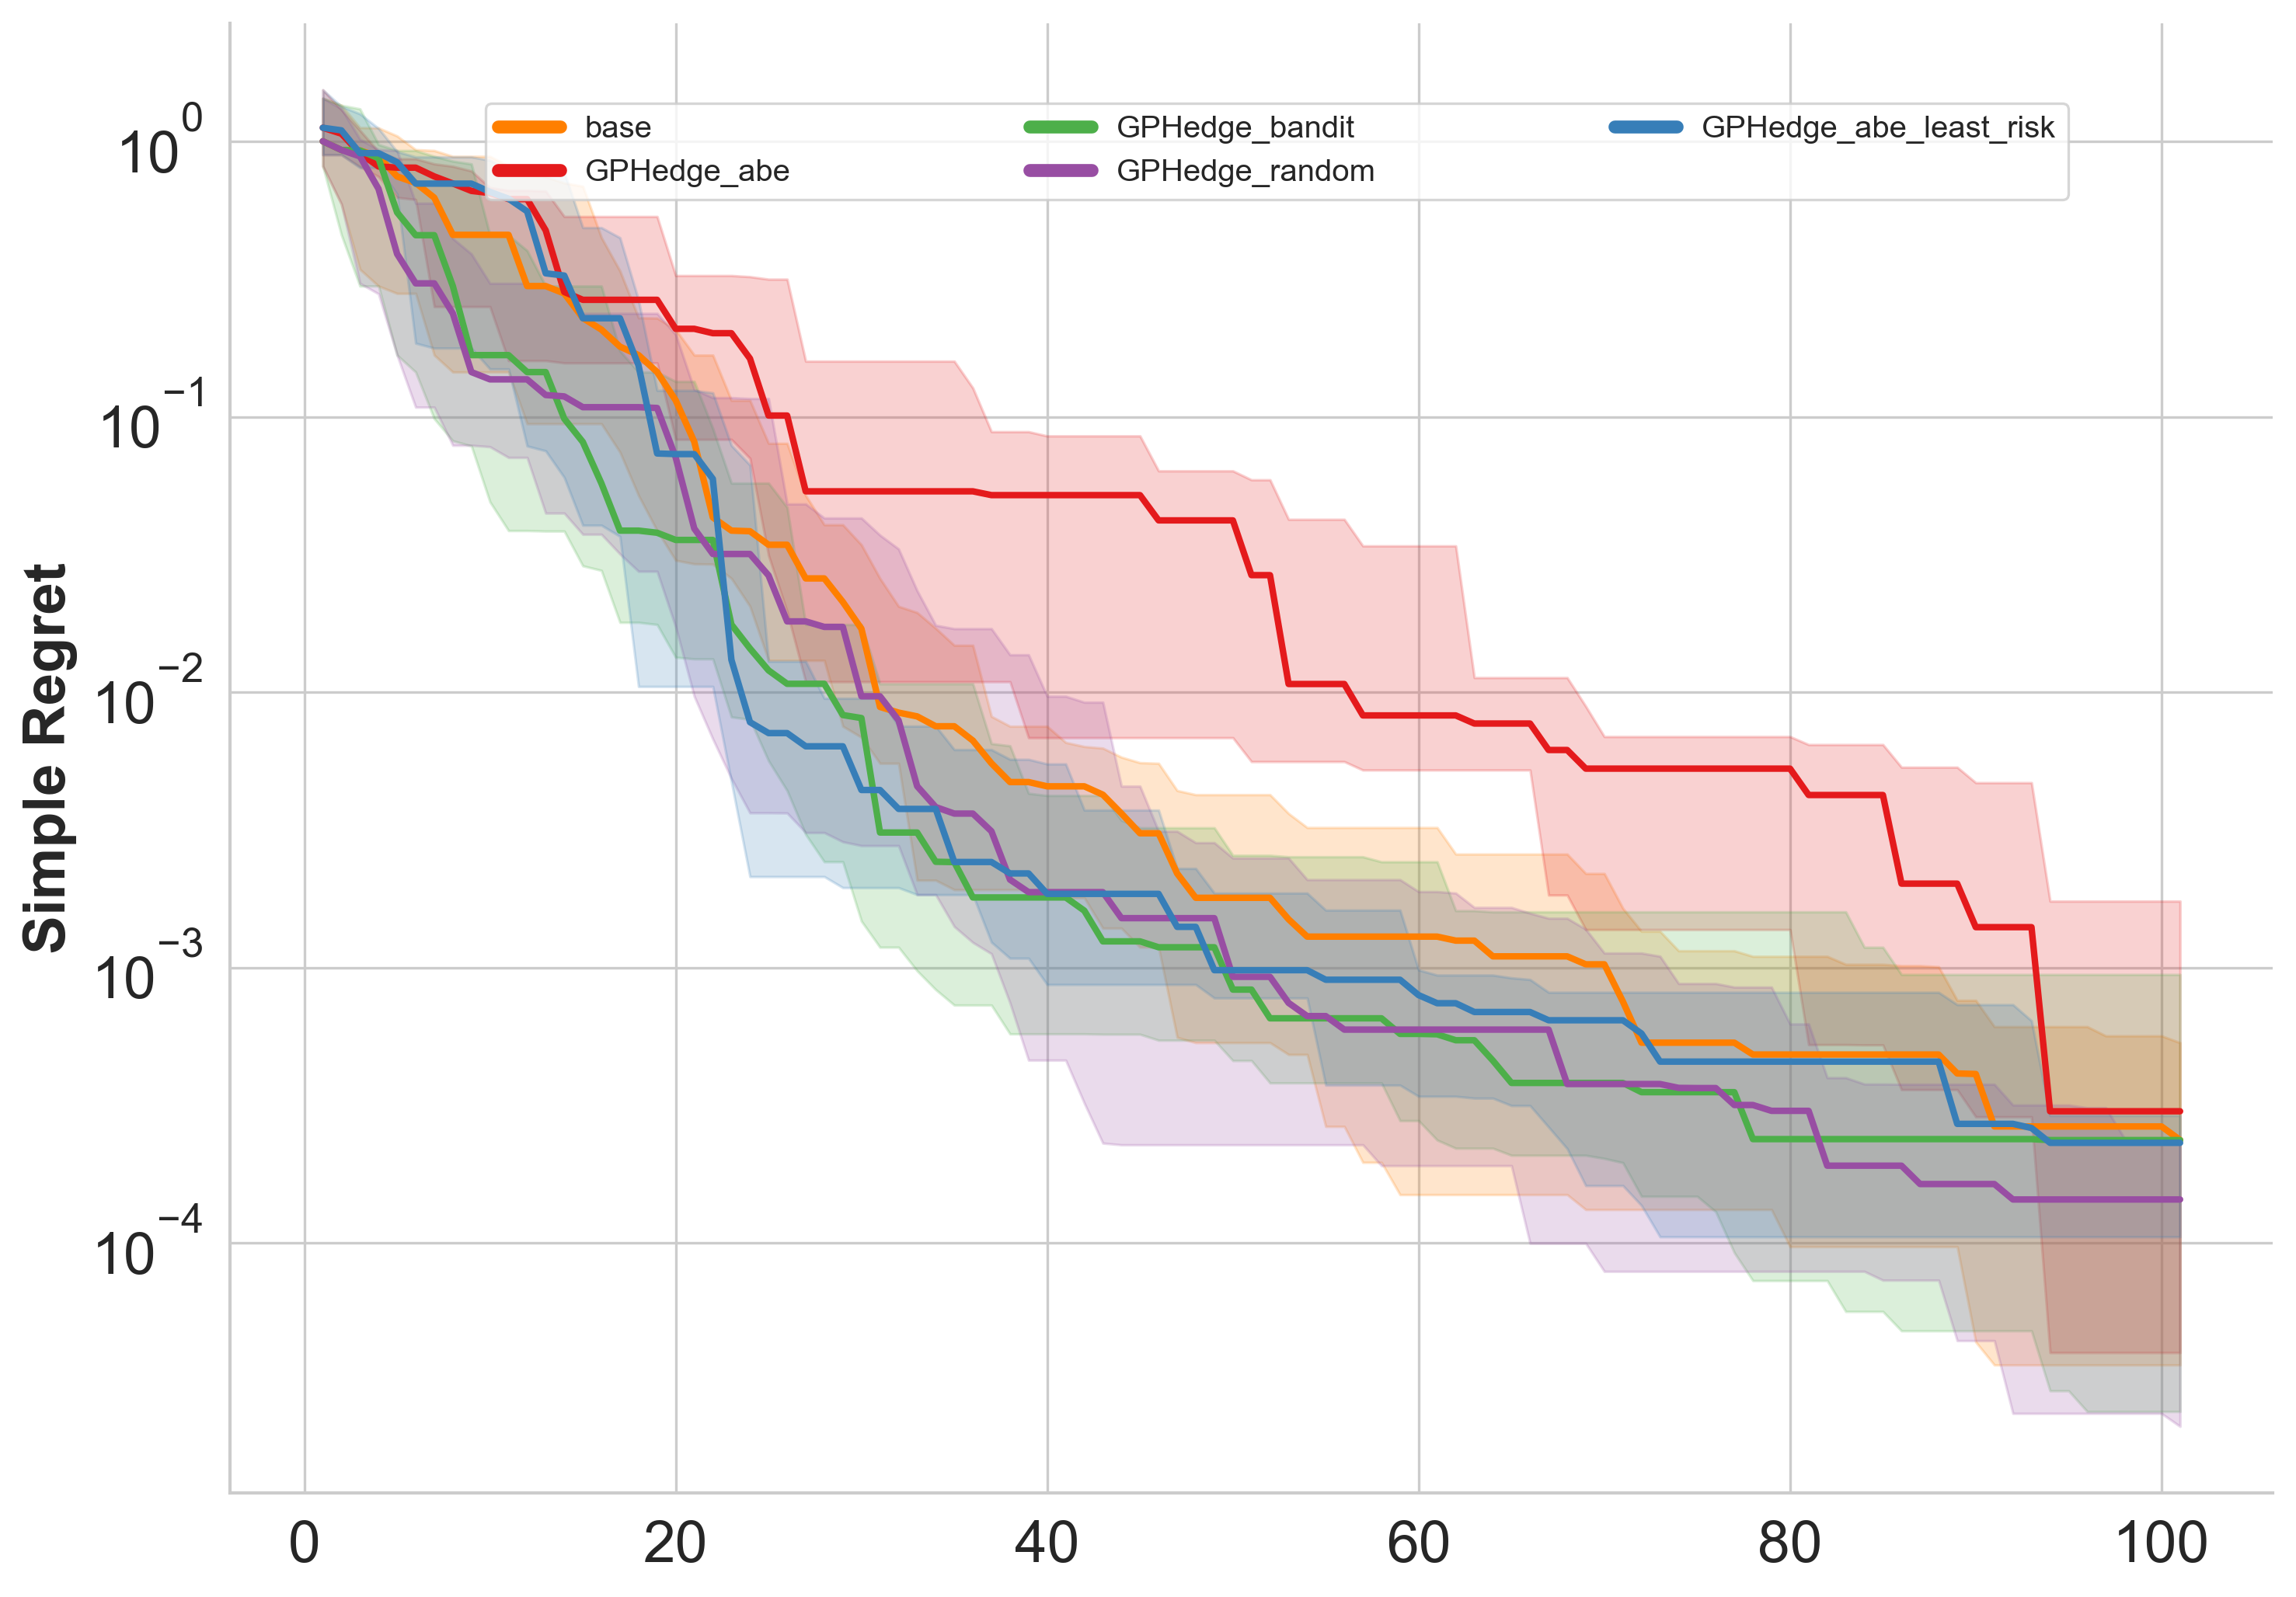 Simple Regret
10^0
10^−1
10^−2
10^−3
10^−4
base
GPHedge_abe
GPHedge_bandit
GPHedge_random
GPHedge_abe_least_risk
0 20 40 60 80 100